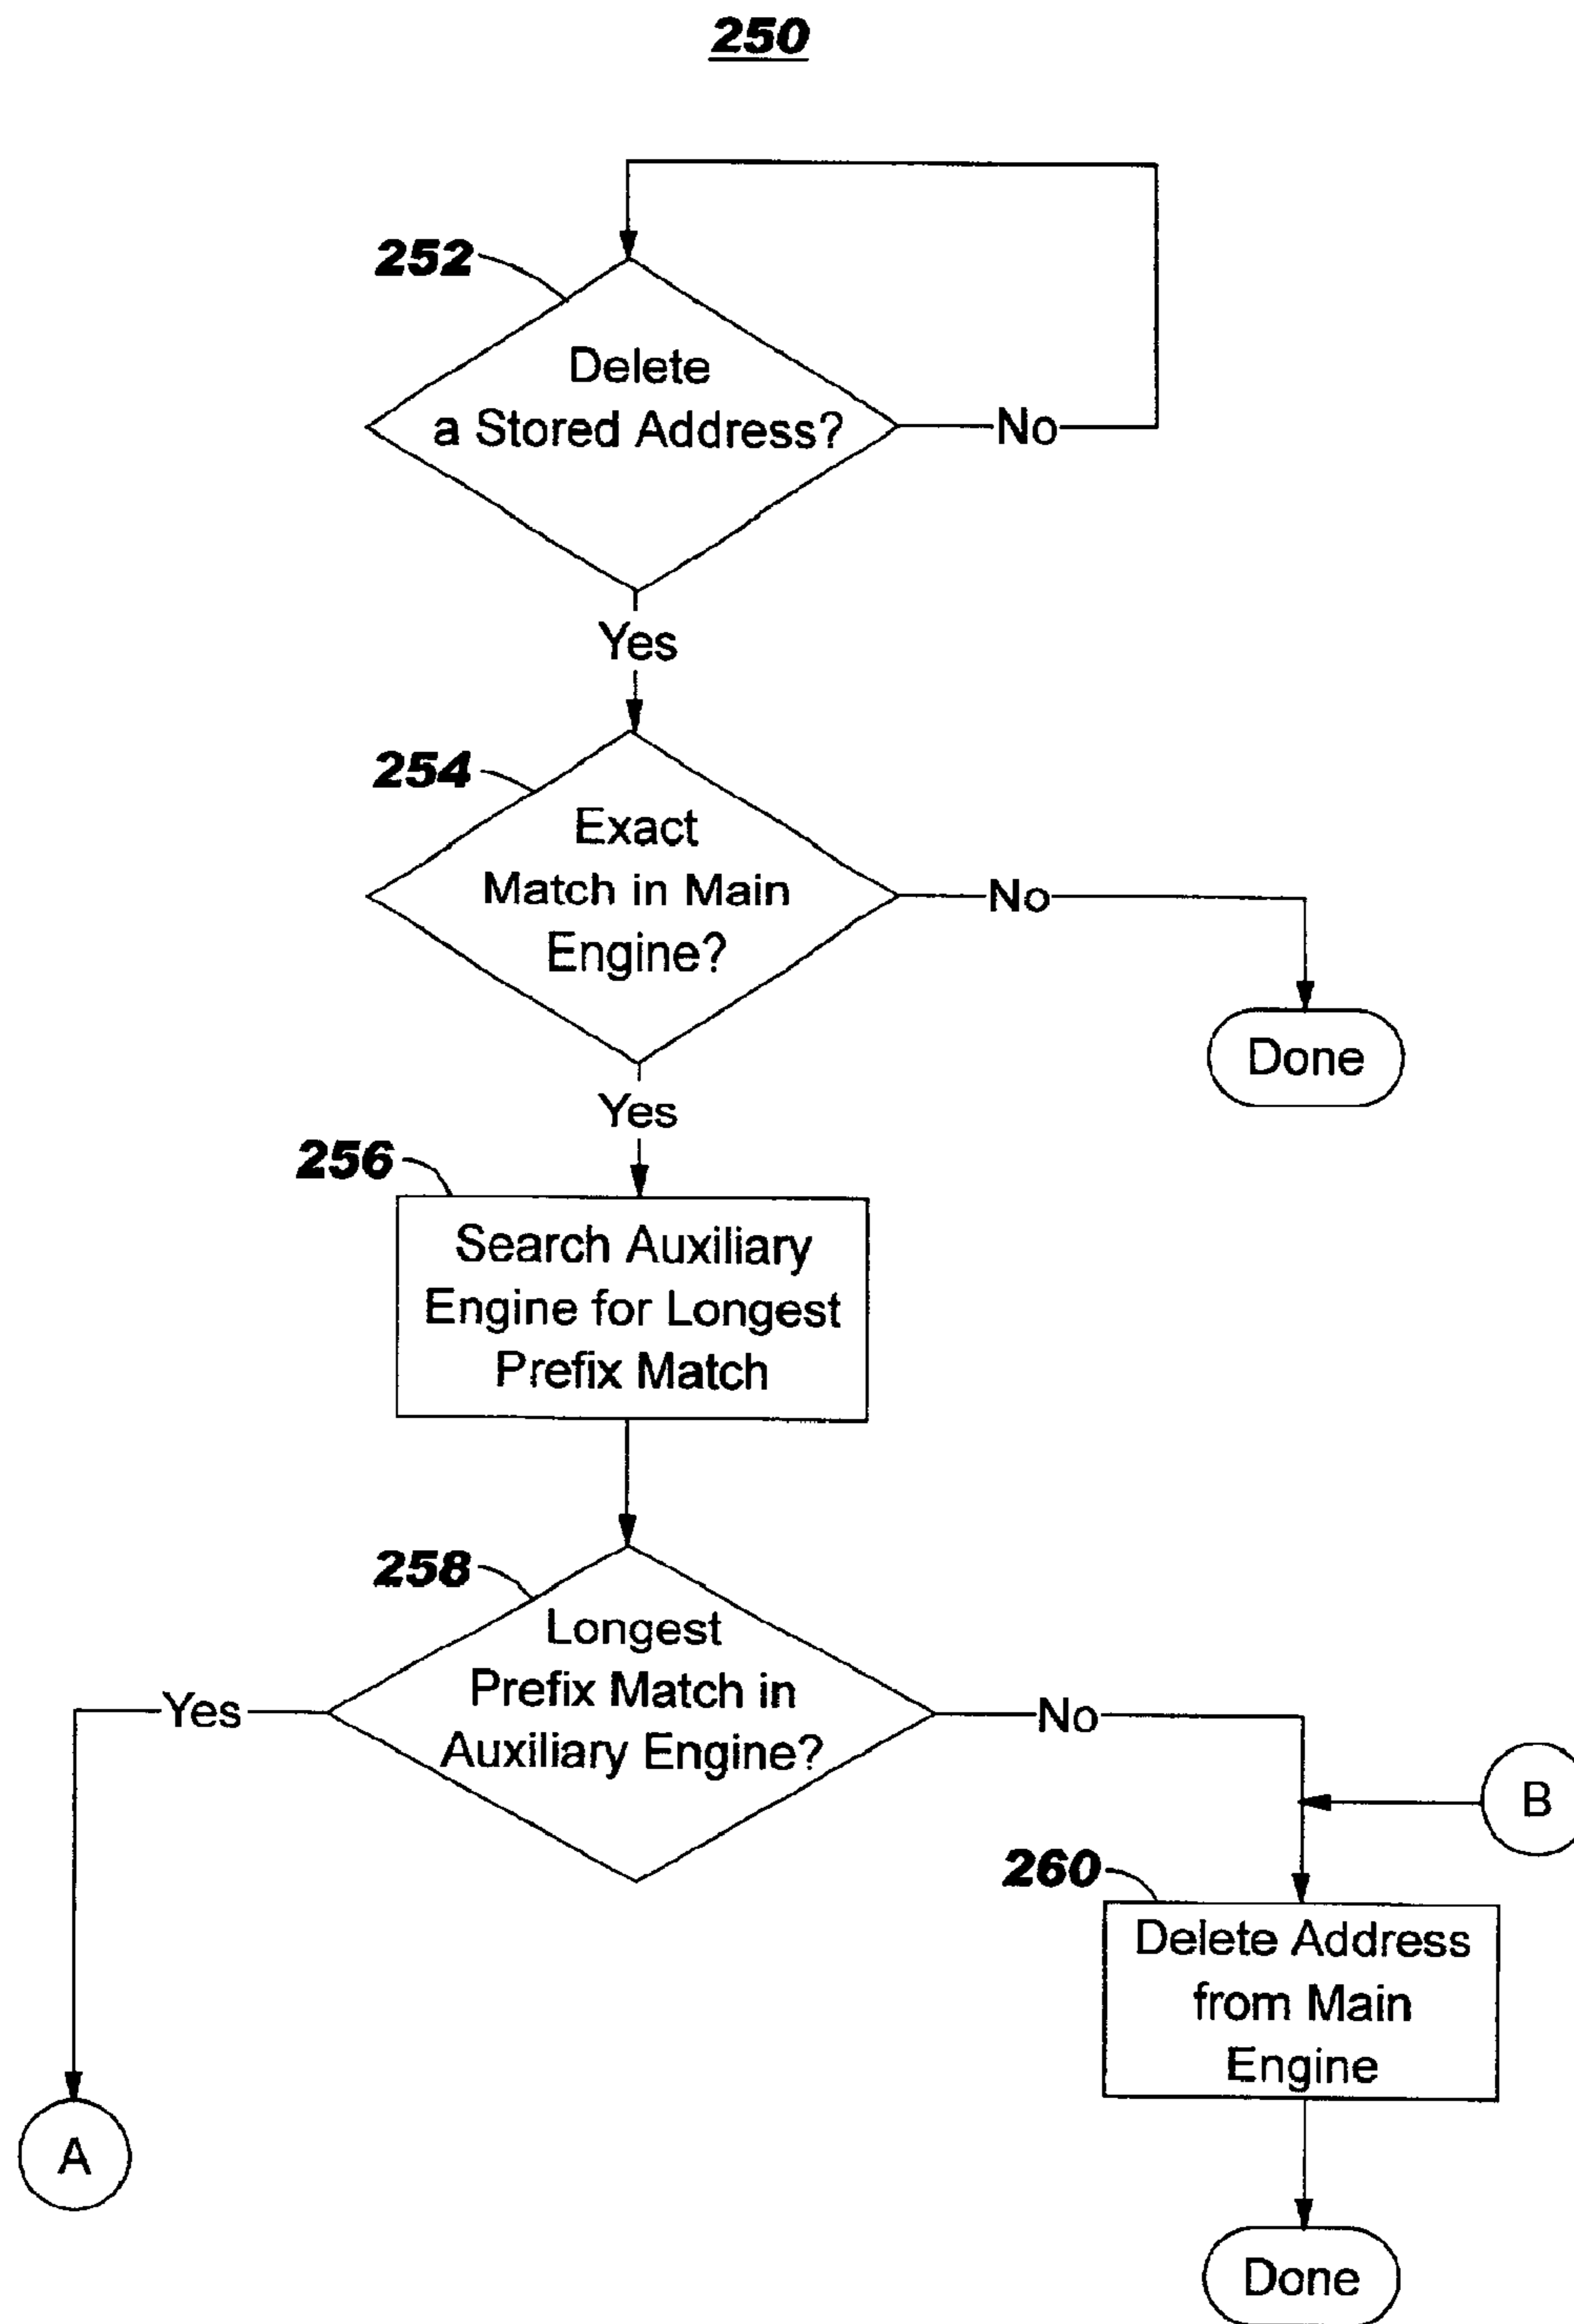 250
252
Delete
a Stored Address?
No
Yes
254
Exact
Match in Main
Engine?
No
Done
Yes
256
Search Auxiliary
Engine for Longest
Prefix Match
258
Longest
Prefix Match in
Auxiliary Engine?
Yes
No
B
260
Delete Address
from Main
Engine
A
Done